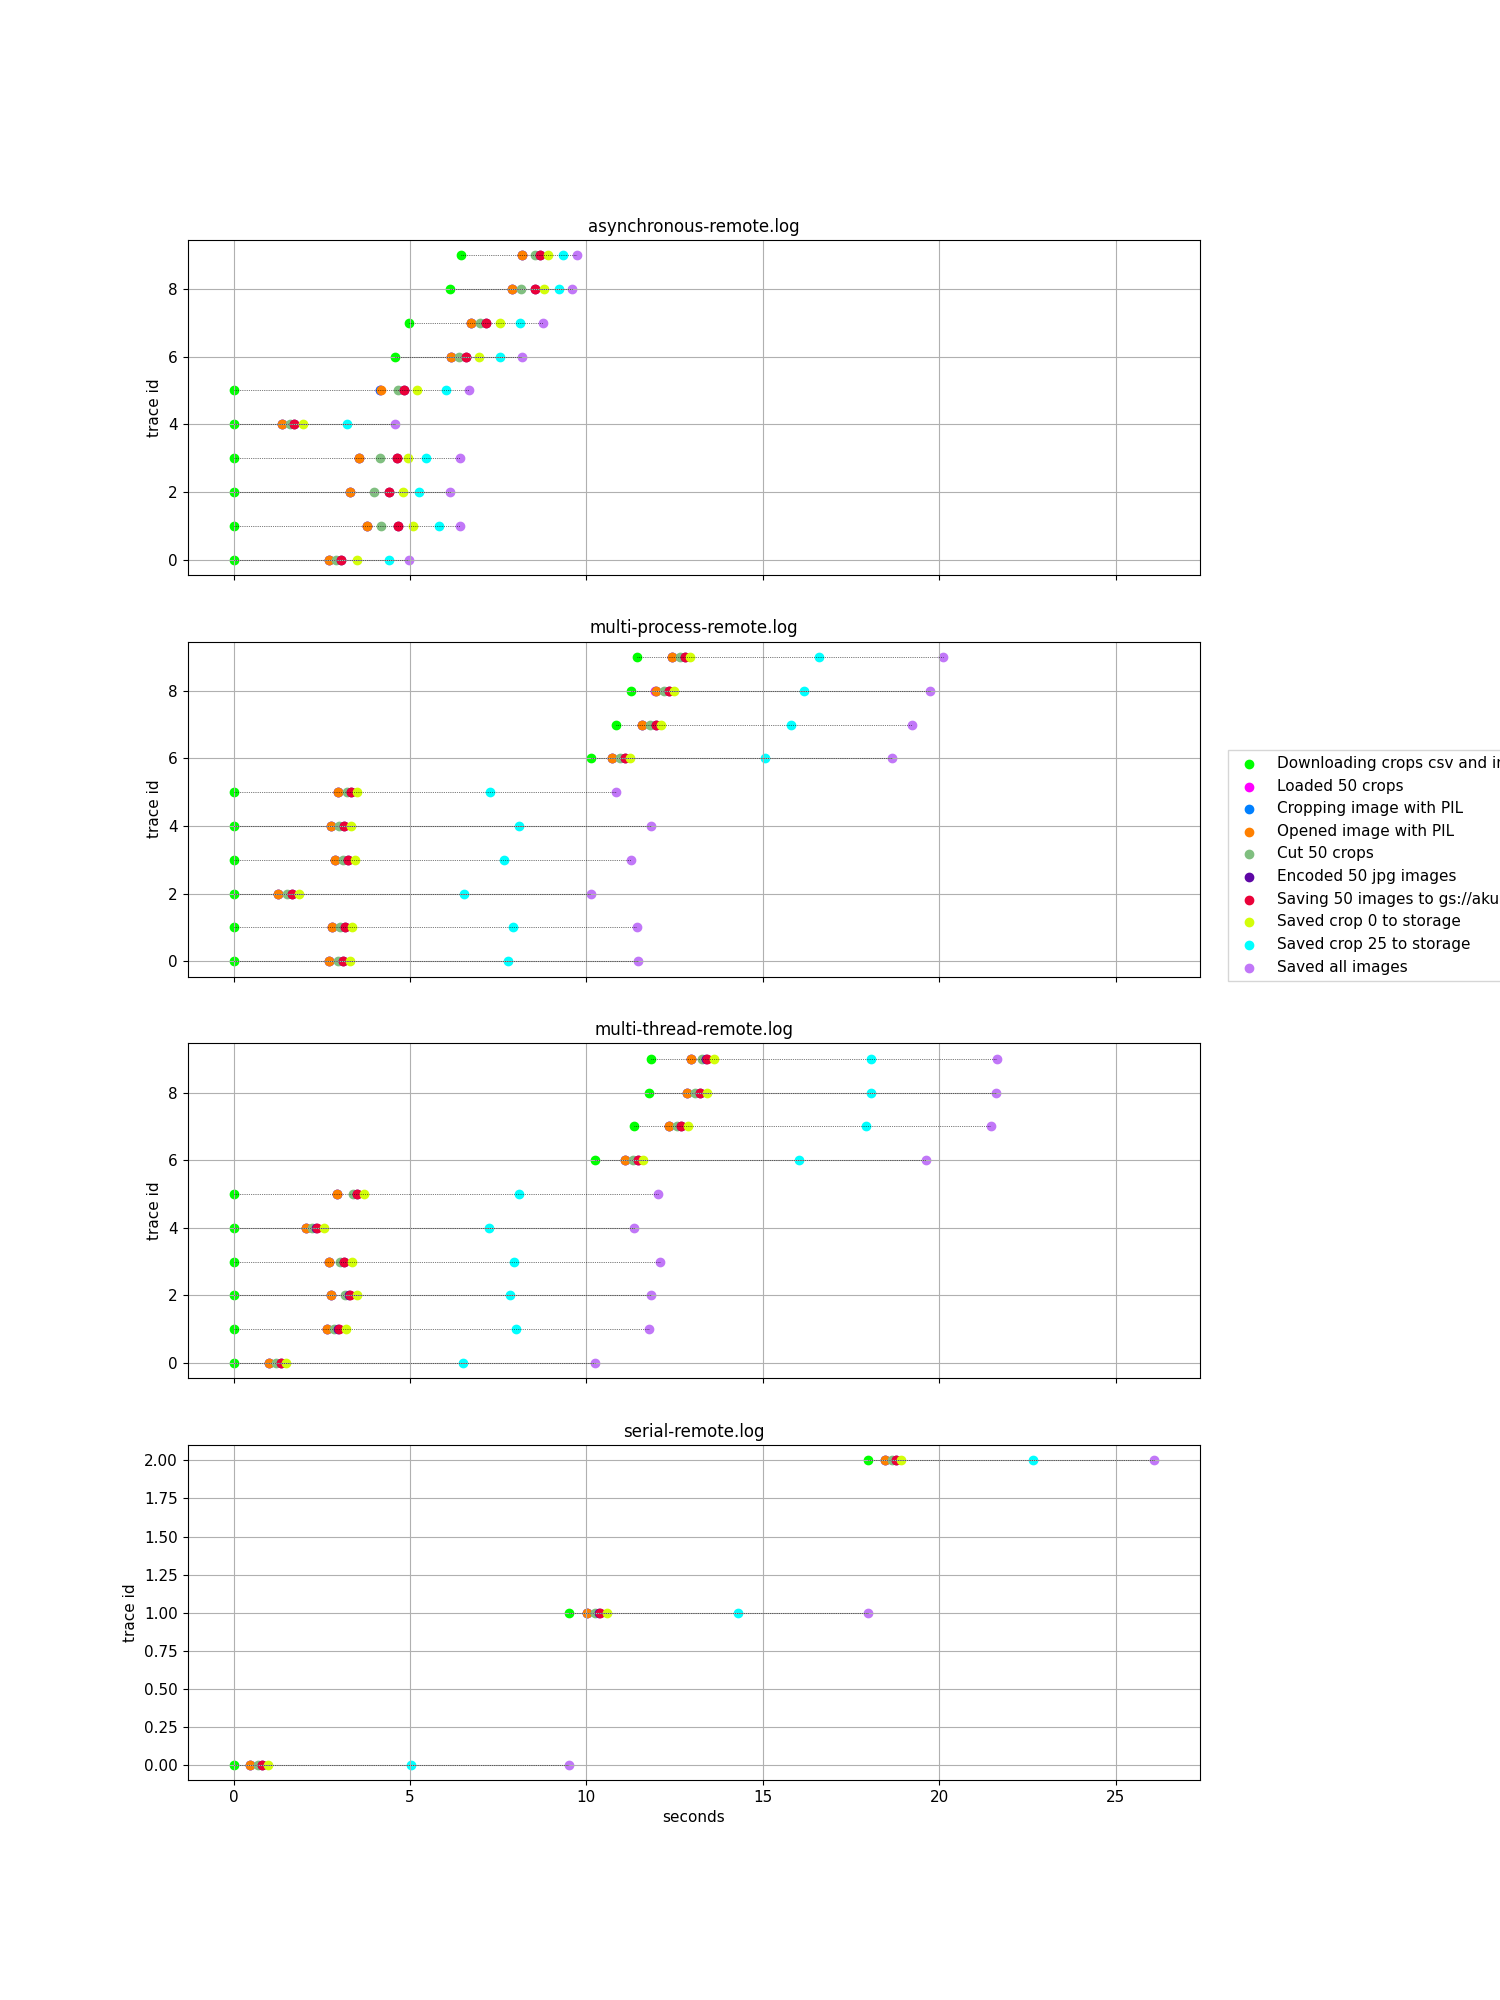 asynchronous-remote.log
8
6
4
2
0
trace id
multi-process-remote.log
8
6
4
2
0
trace id
Downloading crops csv and
Loaded 50 crops
Cropping image with PIL
Opened image with PIL
Cut 50 crops
Encoded 50 jpg images
Saving 50 images to gs://aku
Saved crop 0 to storage
Saved crop 25 to storage
Saved all images
multi-thread-remote.log
8
6
4
2
0
trace id
serial-remote.log
2.00
1.75
1.50
1.25
1.00
0.75
0.50
0.25
0.00
trace id
0 5 10 15 20 25
seconds